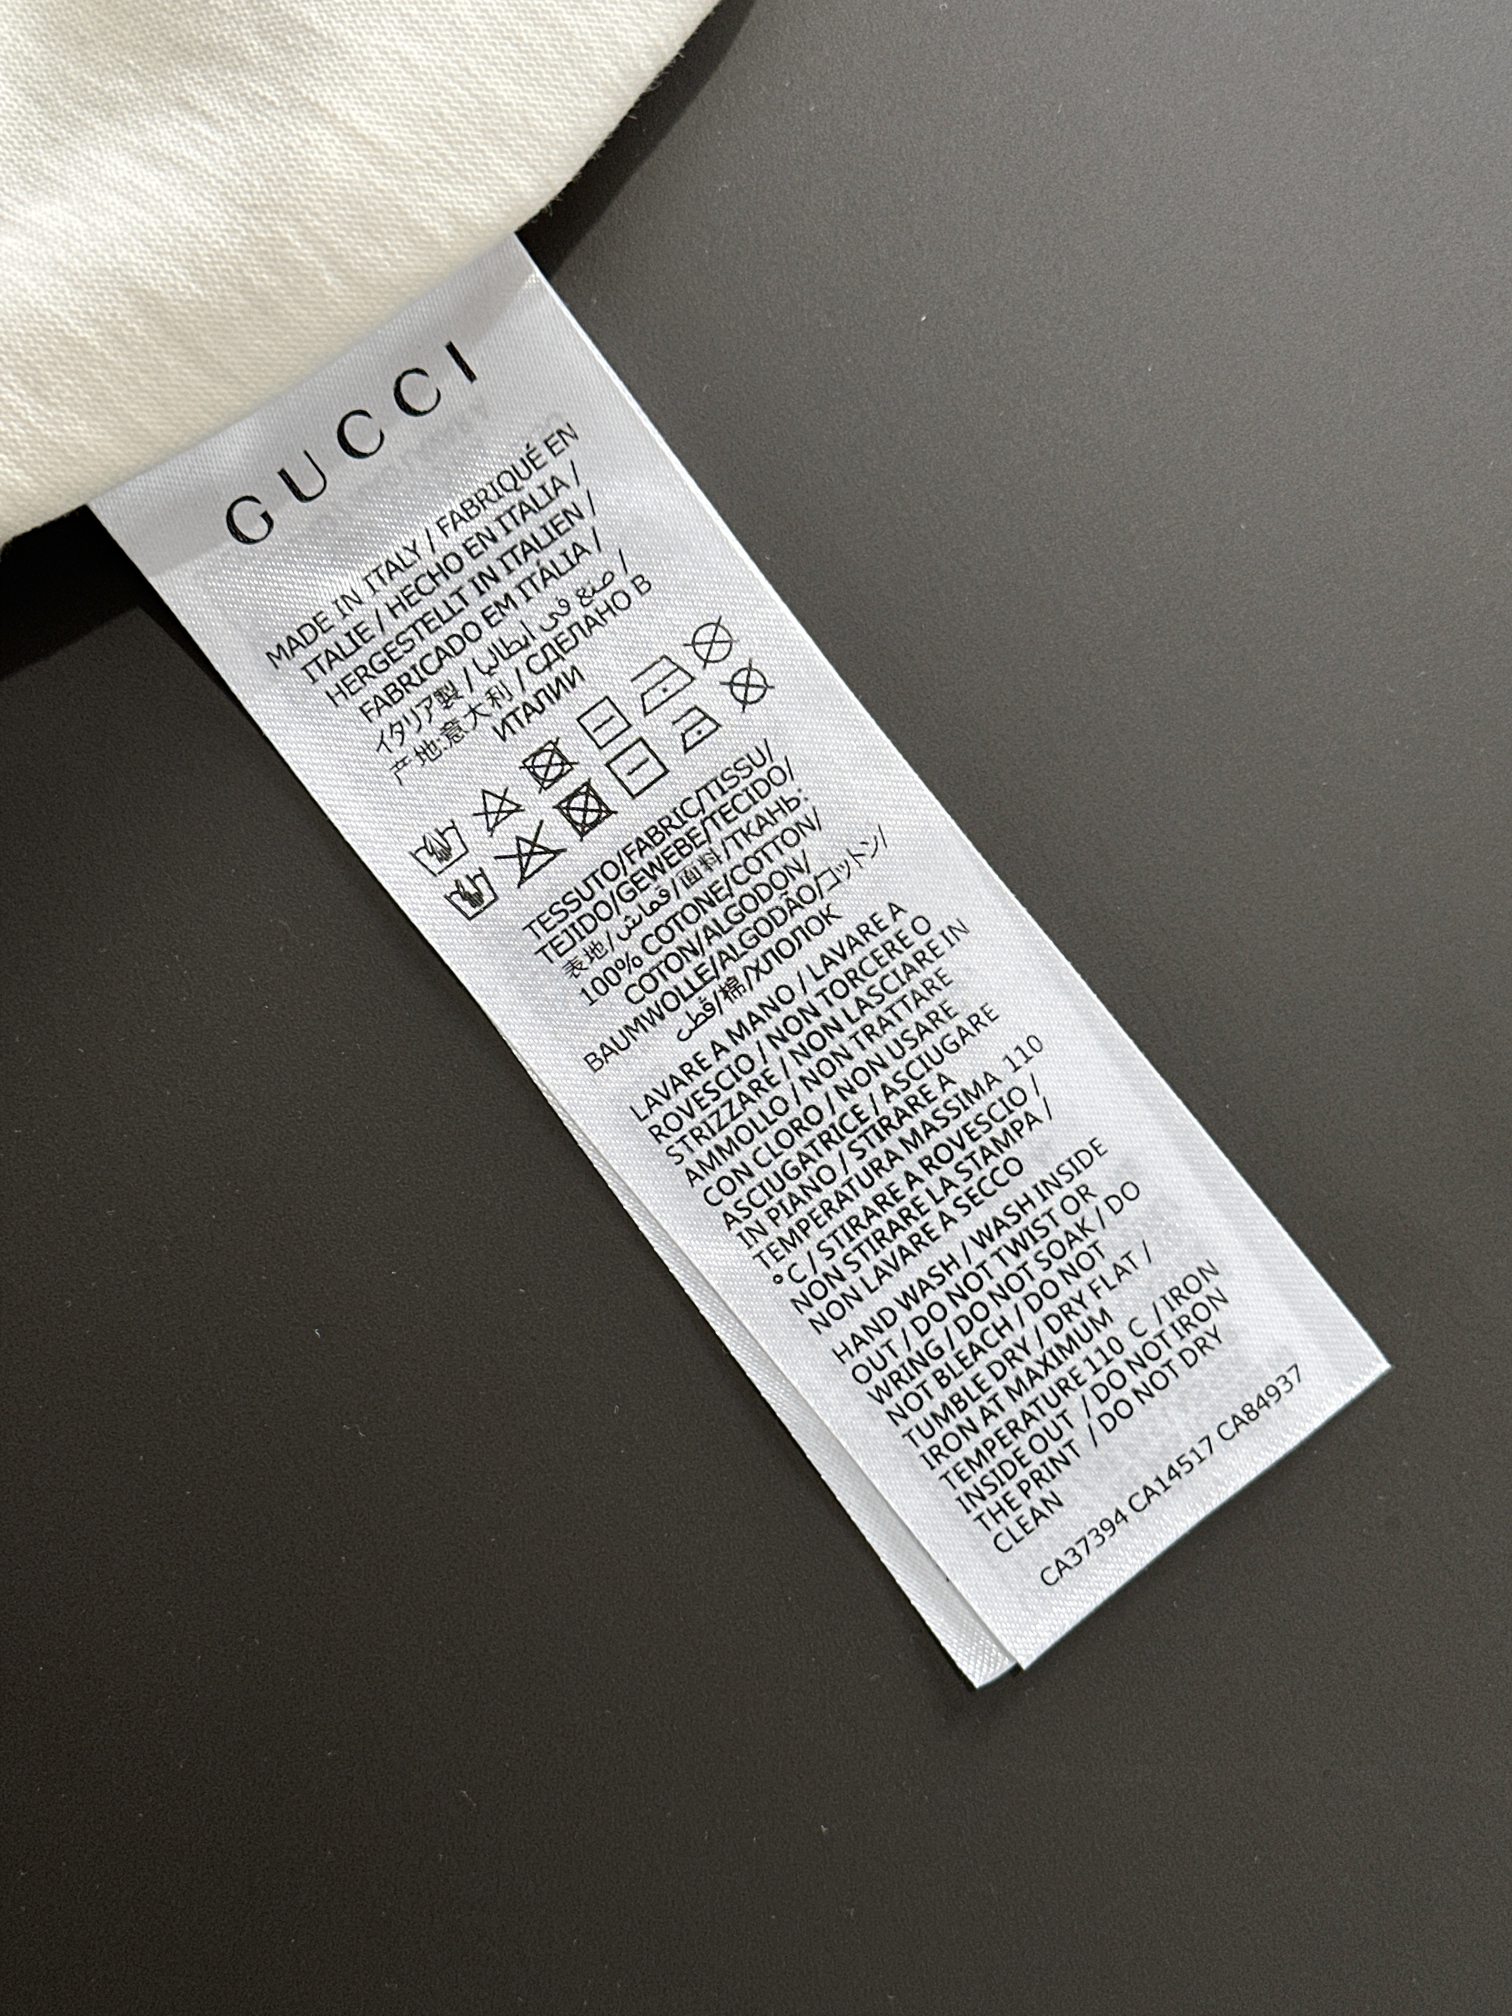 GUCCI
MADE IN ITALY / FABRIQUÉ EN
ITALIE / HECHO EN ITALIA /
HERGESTELLT IN ITALIEN /
FABRICADO EM ITÁLIA /
イタリア製 / صنع في ايطاليا /
产地:意大利 / СДЕЛАНО В
ИТАЛИИ
TESSUTO/FABRIC/TISSU/
TEJIDO/GEWEBE/TECIDO/
表地/قماش/面料/ТКАНЬ:
100% COTONE/COTTON/
COTON/ALGODON/
BAUMWOLLE/ALGODÃO/コットン/
قطن/棉/ХЛОПОК
LAVARE A MANO / LAVARE A
ROVESCIO / NON TORCERE O
STRIZZARE / NON LASCIARE IN
AMMOLLO / NON TRATTARE
CON CLORO / NON USARE
ASCIUGATRICE / ASCIUGARE
IN PIANO / STIRARE A
TEMPERATURA MASSIMA 110
°C / STIRARE A ROVESCIO /
NON STIRARE LA STAMPA /
NON LAVARE A SECCO
HAND WASH / WASH INSIDE
OUT / DO NOT TWIST OR
WRING / DO NOT SOAK / DO
NOT BLEACH / DO NOT
TUMBLE DRY / DRY FLAT /
IRON AT MAXIMUM
TEMPERATURE 110 C / IRON
INSIDE OUT / DO NOT IRON
THE PRINT / DO NOT DRY
CLEAN
CA37394 CA14517 CA84937